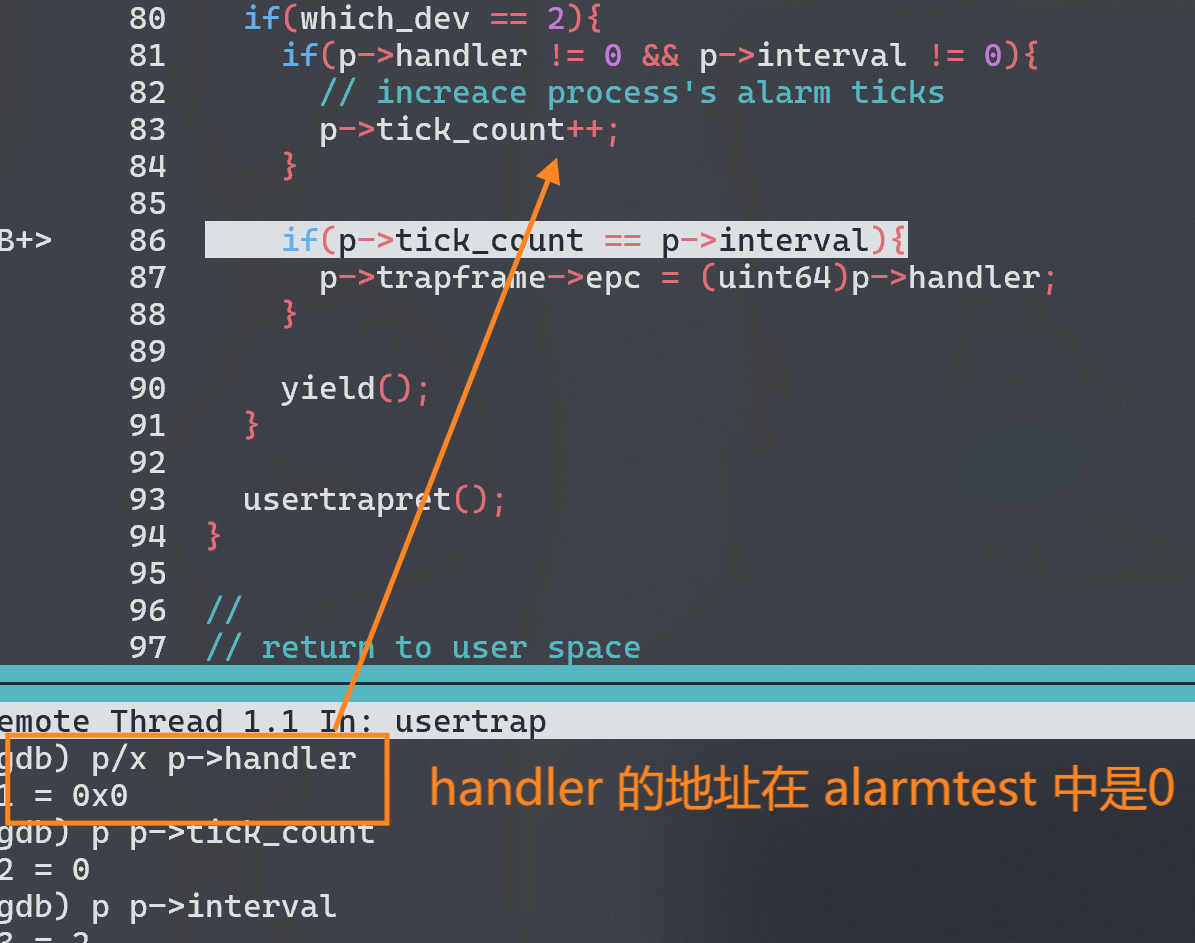 80 if(which_dev == 2){
81 if(p->handler != 0 && p->interval != 0){
82 // increace process's alarm ticks
83 p->tick_count++;
84 }
85
B+> 86 if(p->tick_count == p->interval){
87 p->trapframe->epc = (uint64)p->handler;
88 }
89
90 yield();
91 }
92
93 usertrapret();
94 }
95
96 //
97 // return to user space
emote Thread 1.1 In: usertrap
gdb) p/x p->handler
1 = 0x0
handler 的地址在 alarmtest 中是0
gdb) p p->tick_count
2 = 0
gdb) p p->interval
3 = 2